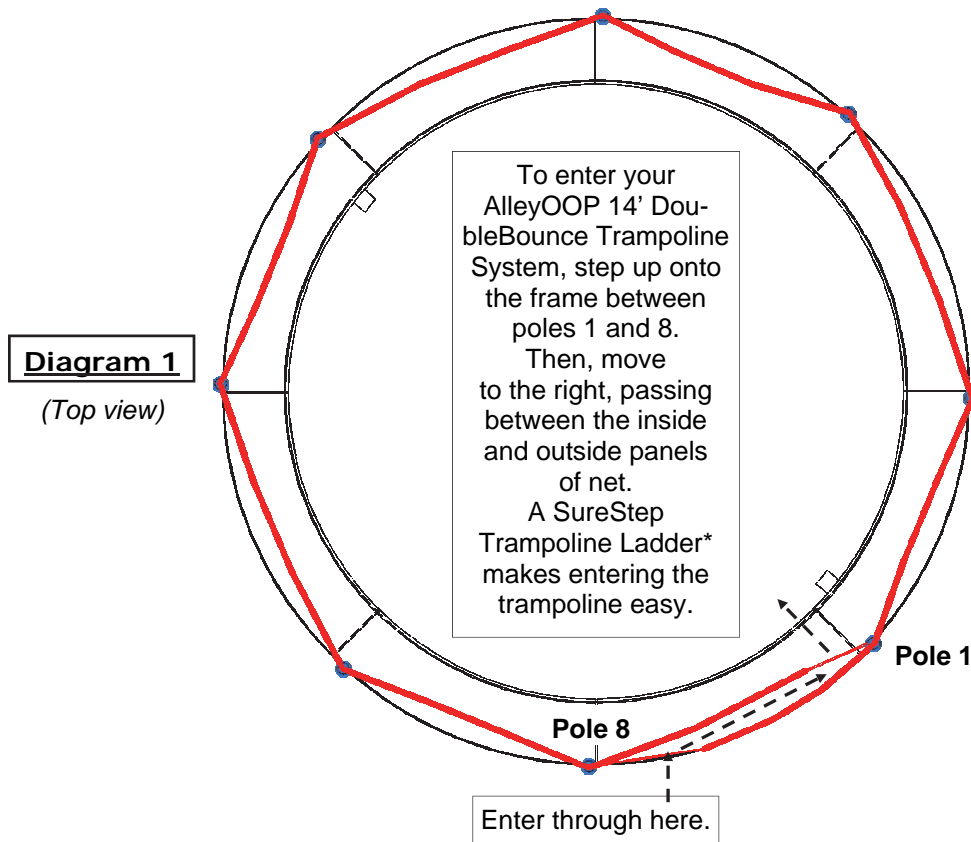 To enter your
AlleyOOP 14’ Dou-
bleBounce Trampoline
System, step up onto
the frame between
poles 1 and 8.
Then, move
to the right, passing
between the inside
and outside panels
of net.
A SureStep
Trampoline Ladder*
makes entering the
trampoline easy.
Diagram 1
(Top view)
Pole 1
Pole 8
Enter through here.